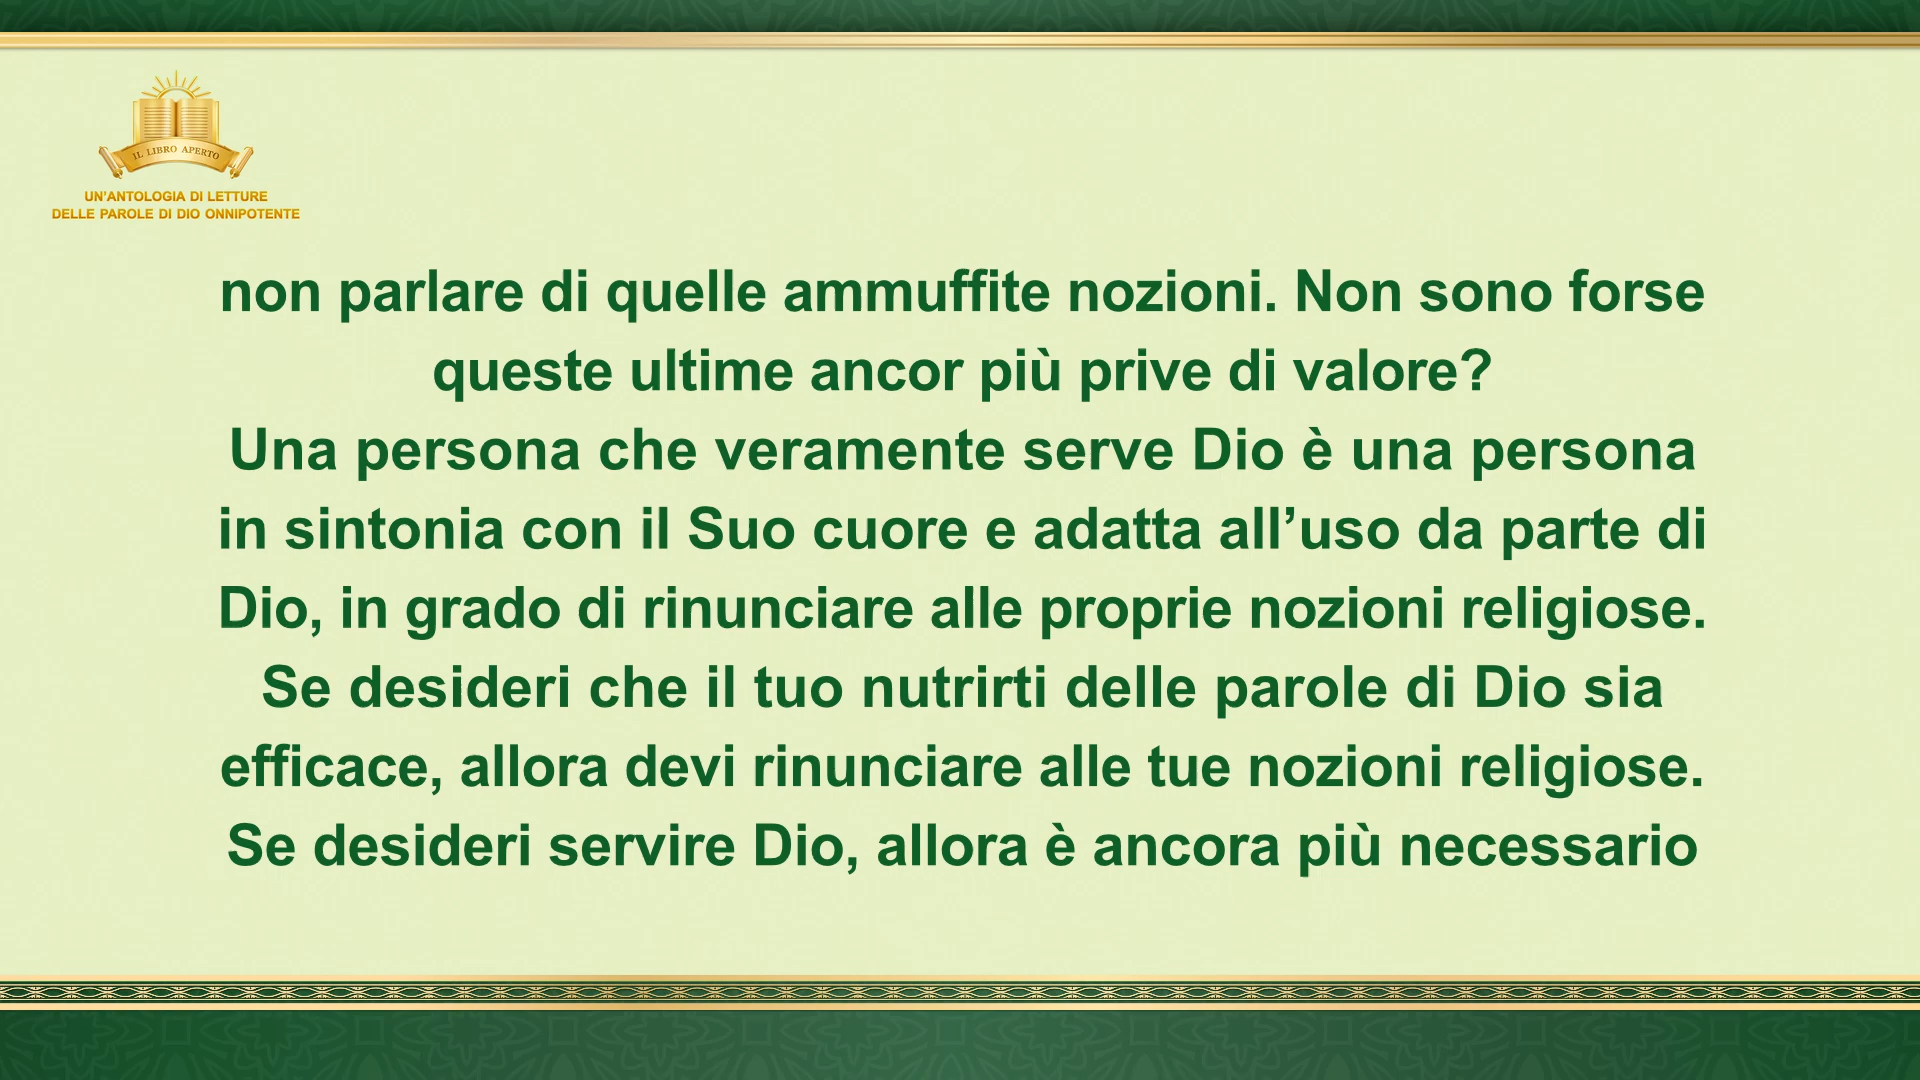 IL LIBRO APERTO
UN'ANTOLOGIA DI LETTURE
DELLE PAROLE DI DIO ONNIPOTENTE
non parlare di quelle ammuffite nozioni. Non sono forse
queste ultime ancor più prive di valore?
Una persona che veramente serve Dio è una persona
in sintonia con il Suo cuore e adatta all’uso da parte di
Dio, in grado di rinunciare alle proprie nozioni religiose.
Se desideri che il tuo nutrirti delle parole di Dio sia
efficace, allora devi rinunciare alle tue nozioni religiose.
Se desideri servire Dio, allora è ancora più necessario